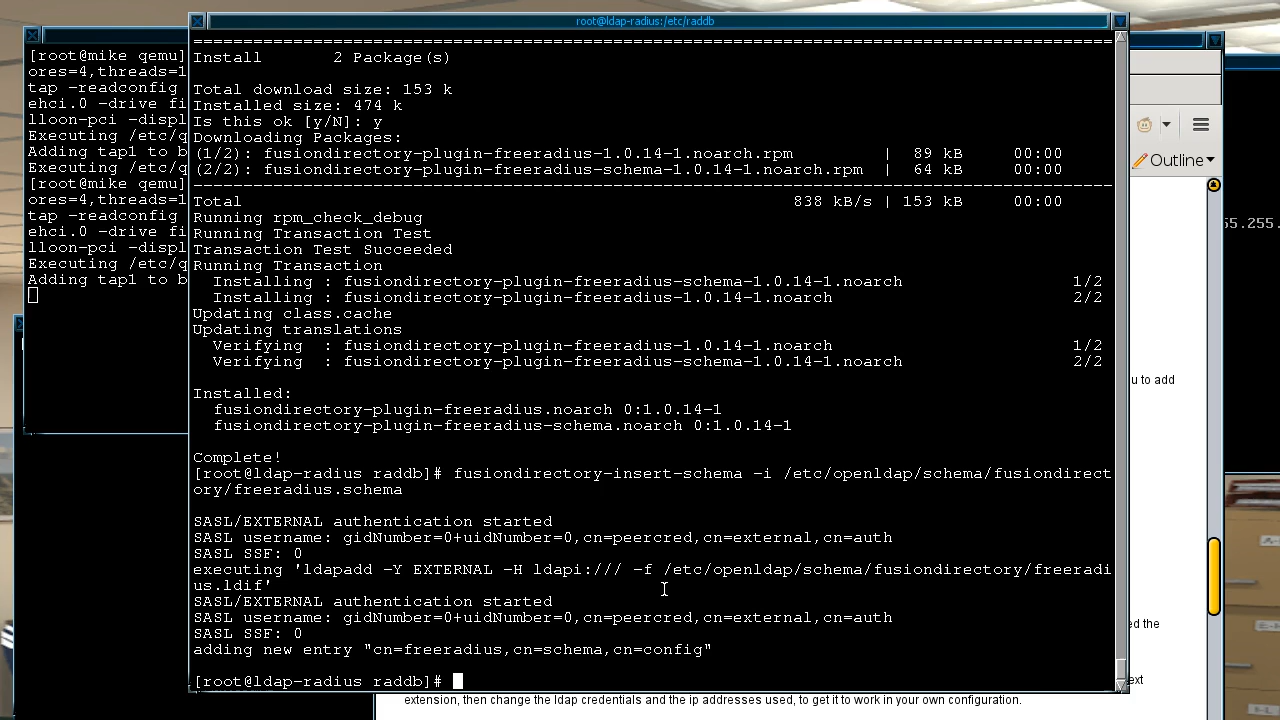 root@ldap-radius:/etc/raddb
================================================================================
Install      2 Package(s)
Total download size: 153 k
Installed size: 474 k
Is this ok [y/N]: y
Downloading Packages:
(1/2): fusiondirectory-plugin-freeradius-1.0.14-1.noarch.rpm | 89 kB 00:00
(2/2): fusiondirectory-plugin-freeradius-schema-1.0.14-1.noarch.rpm | 64 kB 00:00
--------------------------------------------------------------------------------
Total 838 kB/s | 153 kB 00:00
Running rpm_check_debug
Running Transaction Test
Transaction Test Succeeded
Running Transaction
Installing : fusiondirectory-plugin-freeradius-schema-1.0.14-1.noarch 1/2
Installing : fusiondirectory-plugin-freeradius-1.0.14-1.noarch 2/2
Updating class.cache
Updating translations
Verifying : fusiondirectory-plugin-freeradius-1.0.14-1.noarch 1/2
Verifying : fusiondirectory-plugin-freeradius-schema-1.0.14-1.noarch 2/2
Installed:
fusiondirectory-plugin-freeradius.noarch 0:1.0.14-1
fusiondirectory-plugin-freeradius-schema.noarch 0:1.0.14-1
Complete!
[root@ldap-radius raddb]# fusiondirectory-insert-schema -i /etc/openldap/schema/fusiondirect
ory/freeradius.schema
SASL/EXTERNAL authentication started
SASL username: gidNumber=0+uidNumber=0,cn=peercred,cn=external,cn=auth
SASL SSF: 0
executing 'ldapadd -Y EXTERNAL -H ldapi:/// -f /etc/openldap/schema/fusiondirectory/freeradi
us.ldif'
SASL/EXTERNAL authentication started
SASL username: gidNumber=0+uidNumber=0,cn=peercred,cn=external,cn=auth
SASL SSF: 0
adding new entry "cn=freeradius,cn=schema,cn=config"
[root@ldap-radius raddb]#
[root@mike qemu]
ores=4,threads=1
tap -readconfig
ehci.0 -drive fi
lloon-pci -displ
Executing /etc/q
Adding tap1 to b
Executing /etc/q
[root@mike qemu]
ores=4,threads=1
tap -readconfig
ehci.0 -drive fi
lloon-pci -displ
Executing /etc/q
Adding tap1 to b
Outline
55.255.
u to add
ed the
ext
extension, then change the ldap credentials and the ip addresses used, to get it to work in your own configuration.